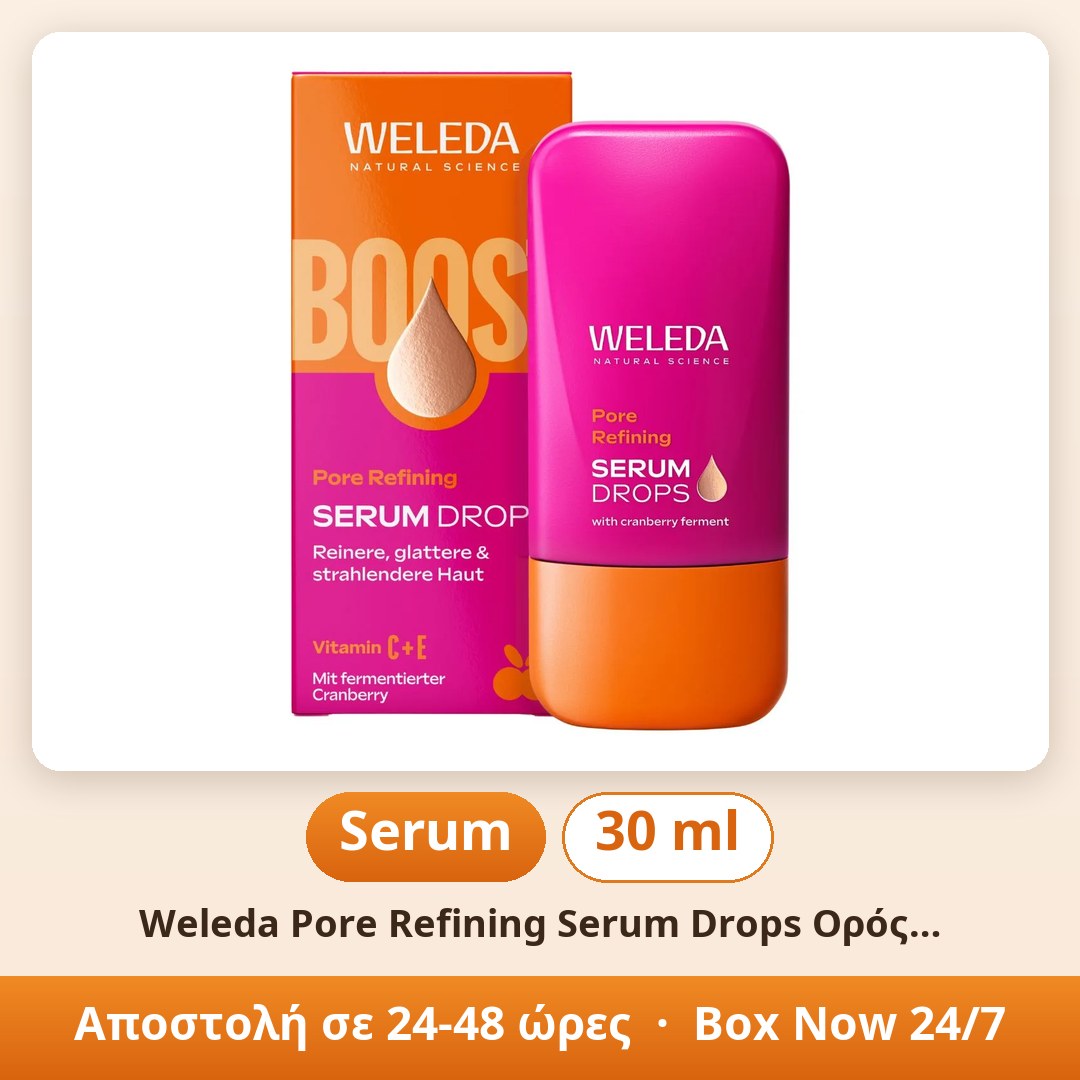 WELEDA
NATURAL SCIENCE
BOOS
Pore Refining
SERUM DROP
Reinere, glattere &
strahlendere Haut
Vitamin C+E
Mit fermentierter
Cranberry
WELEDA
NATURAL SCIENCE
Pore
Refining
SERUM
DROPS
with cranberry ferment
Serum
30 ml
Weleda Pore Refining Serum Drops Ορός...
Αποστολή σε 24-48 ώρες · Box Now 24/7